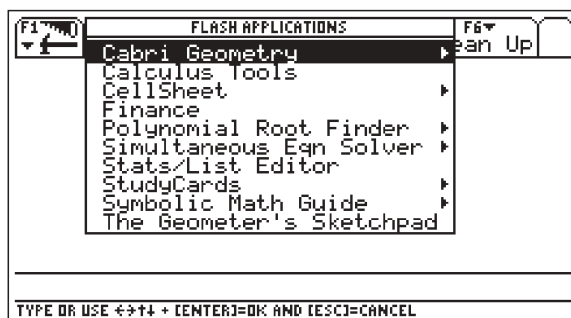 F1▼ FLASH APPLICATIONS F6▼
ean Up
Cabri Geometry ▶
Calculus Tools
CellSheet ▶
Finance
Polynomial Root Finder ▶
Simultaneous Eqn Solver ▶
Stats/List Editor
StudyCards ▶
Symbolic Math Guide ▶
The Geometer's Sketchpad
TYPE OR USE ←→↑↓ + [ENTER]=OK AND [ESC]=CANCEL